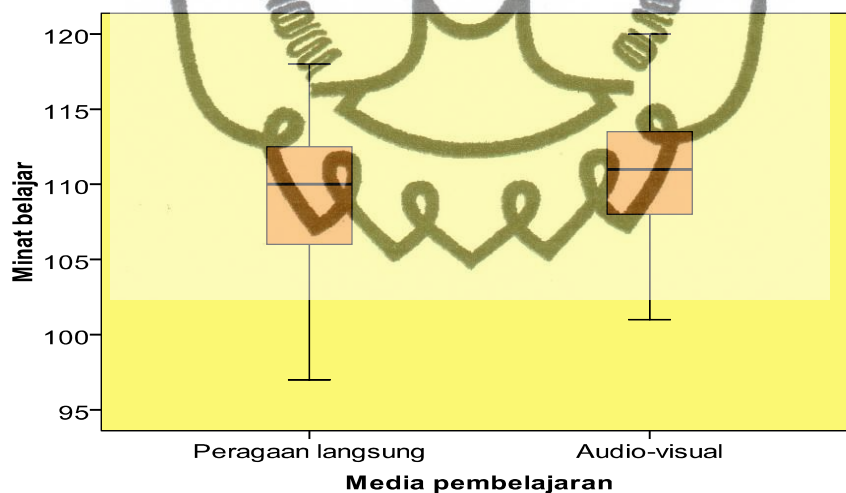 Minat belajar
120
115
110
105
100
95
Peragaan langsung
Audio-visual
Media pembelajaran